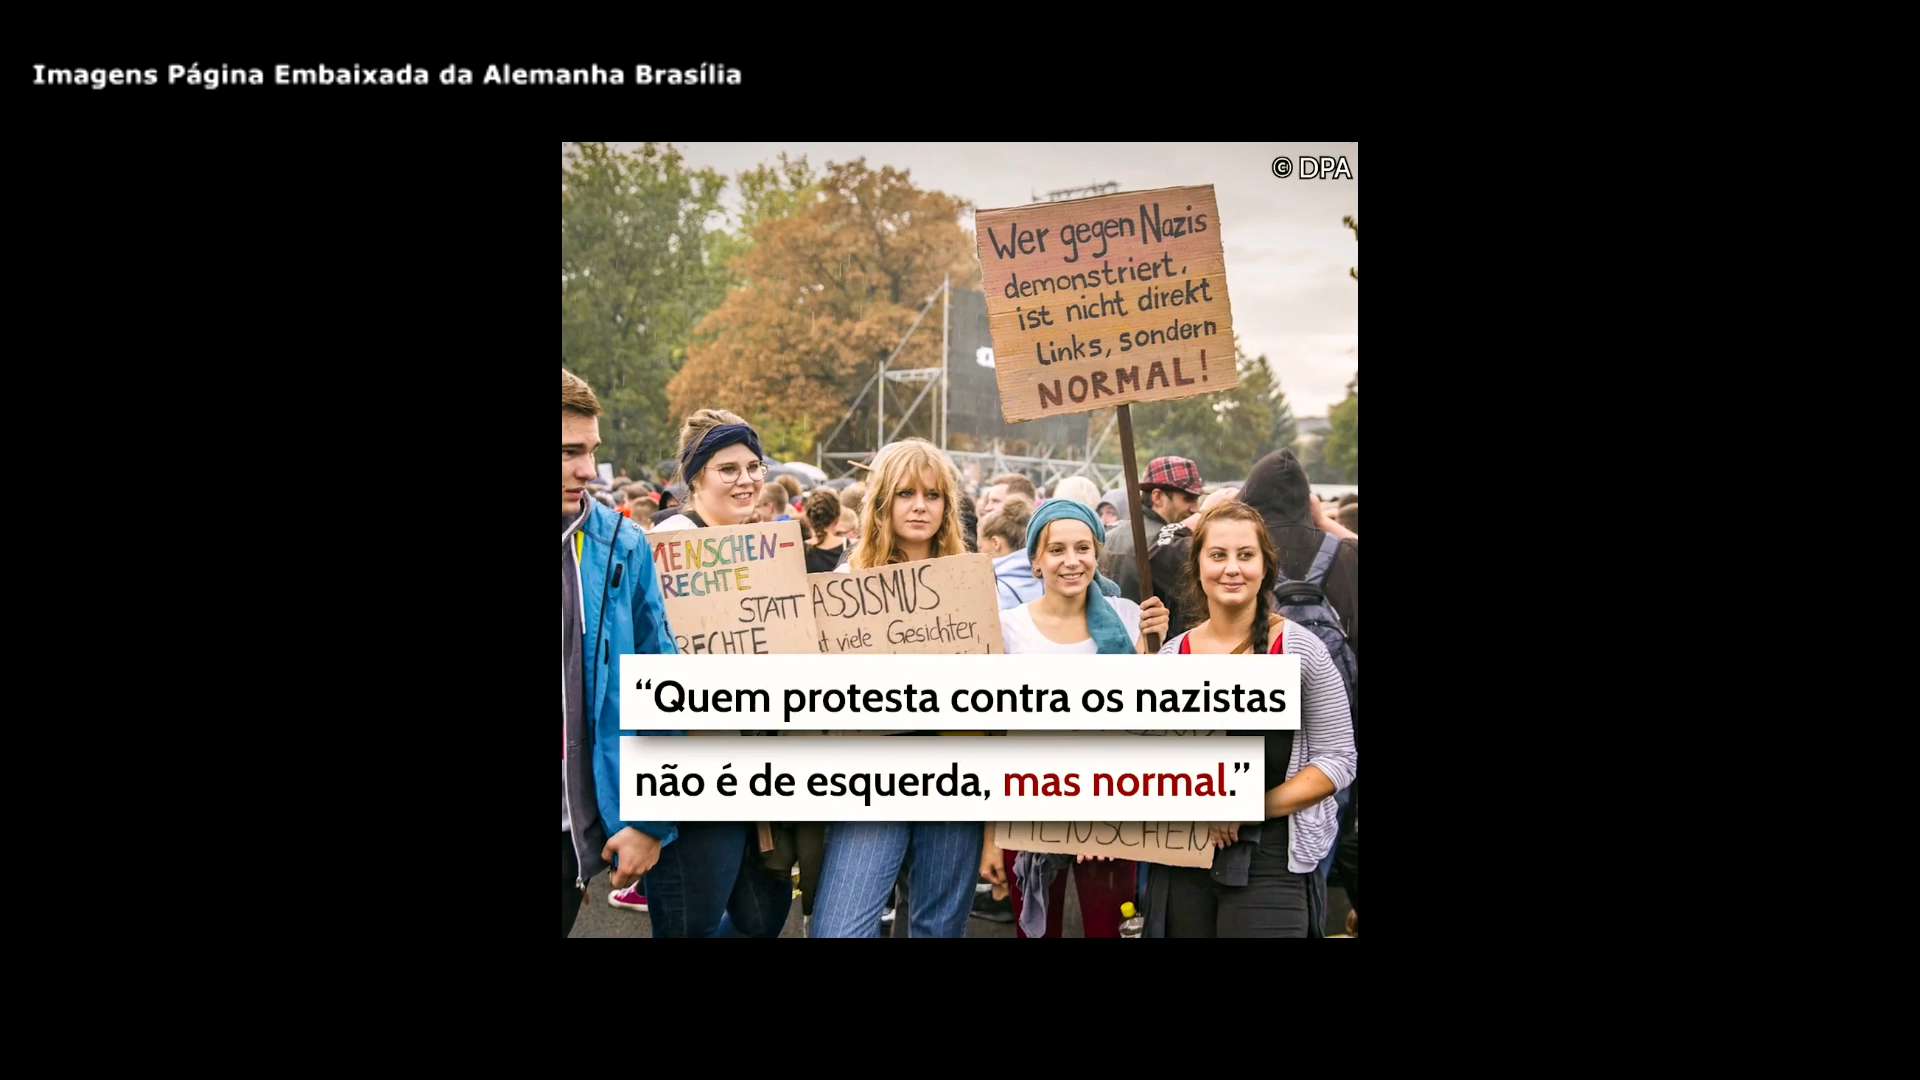 Imagens Página Embaixada da Alemanha Brasília
© DPA
Wer gegen Nazis
demonstriert,
ist nicht direkt
Links, sondern
NORMAL!
MENSCHEN-
RECHTE
STATT
RECHTE
ASSISMUS
viele Gesichter,
“Quem protesta contra os nazistas
não é de esquerda, mas normal.”
MENSCHEN